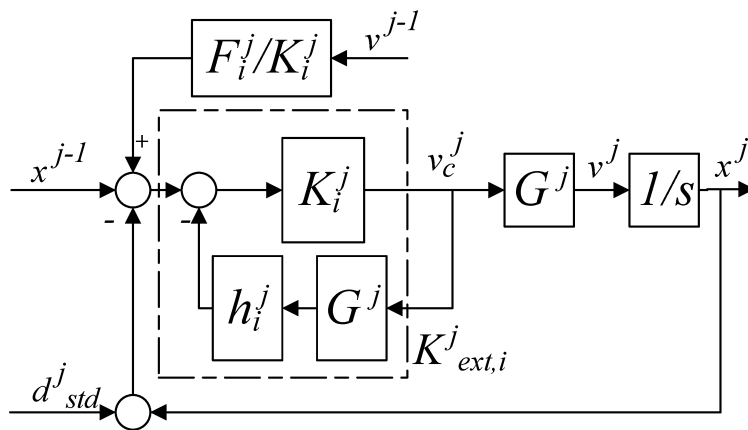 F_i^j/K_i^j
v^{j-1}
+
x^{j-1}
-
-
K_i^j
v_c^j
G^j
v^j
1/s
x^j
h_i^j
G^j
K^j_{ext,i}
d^j_{std}
-